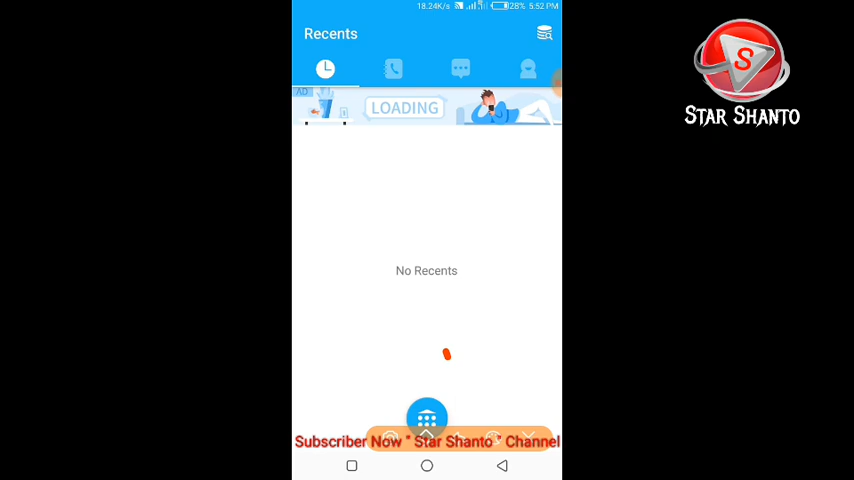 18.24K/s 28% 5:52 PM
Recents
AD
LOADING
S
STAR SHANTO
No Recents
Subscriber Now " Star Shanto " Channel